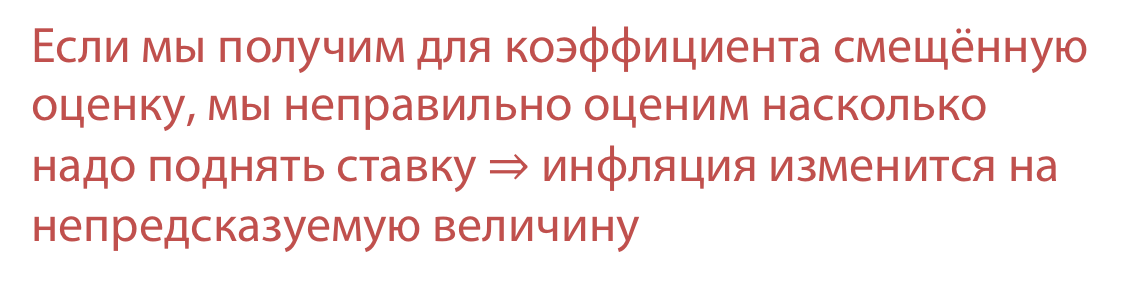 Если мы получим для коэффициента смещённую
оценку, мы неправильно оценим насколько
надо поднять ставку ⇒ инфляция изменится на
непредсказуемую величину